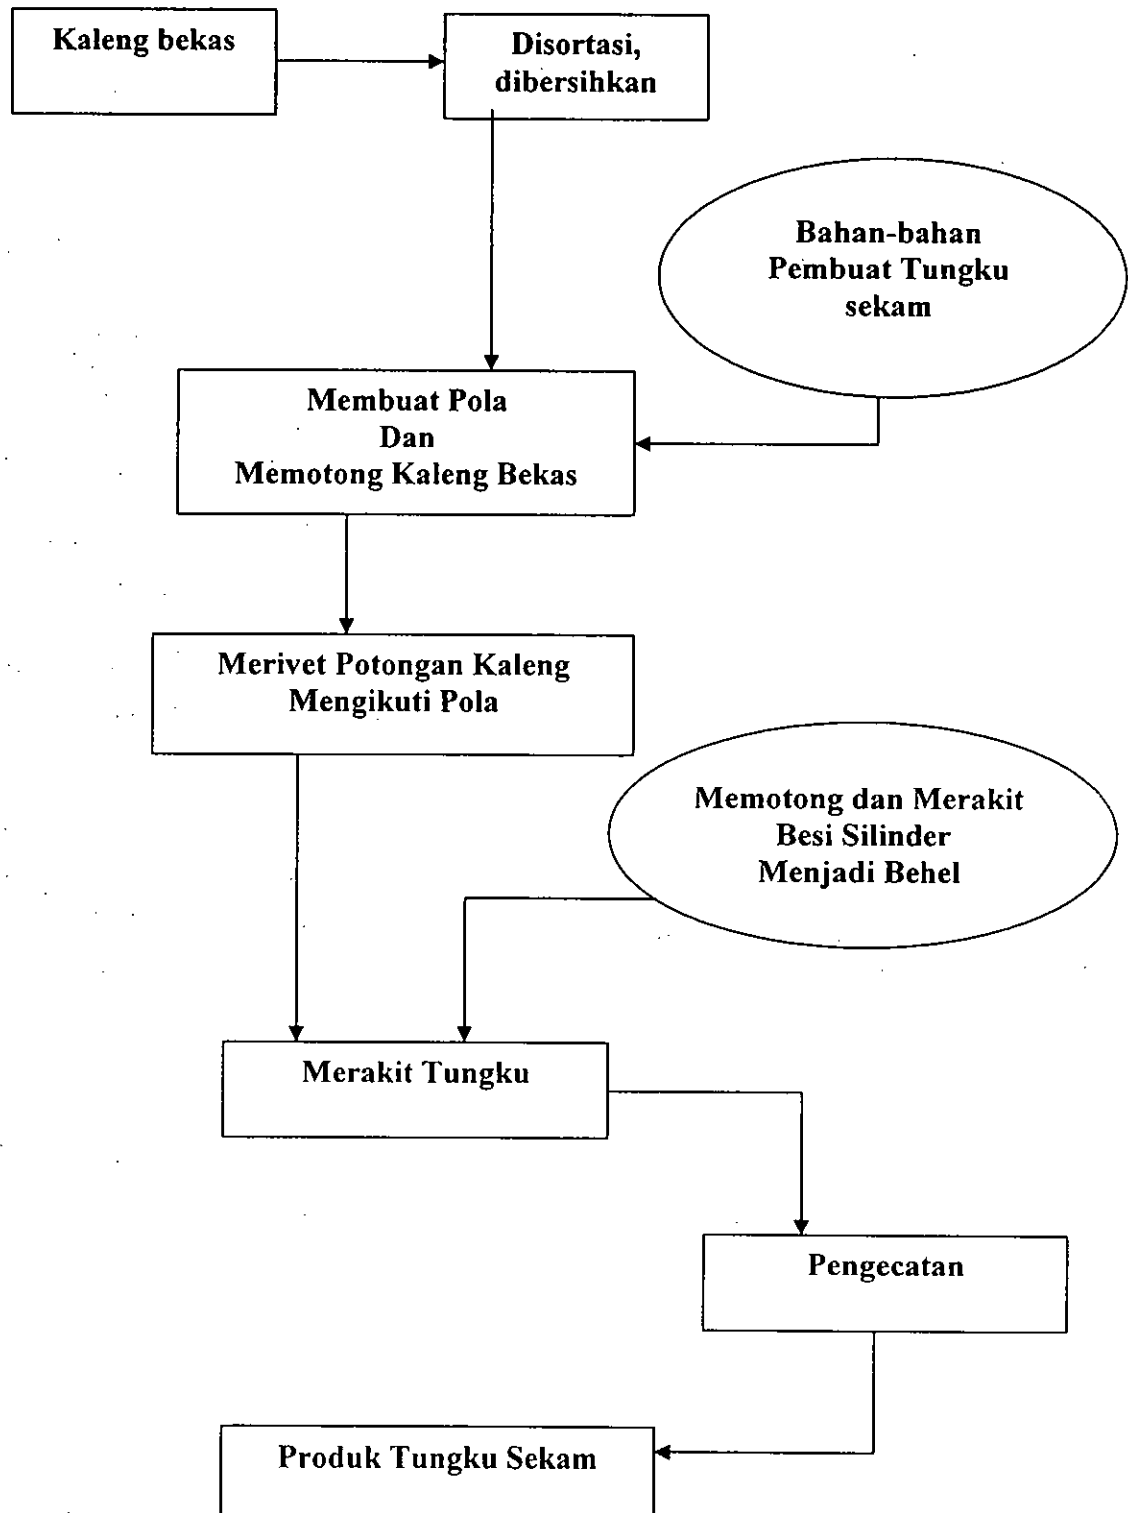 Kaleng bekas
Disortasi,
dibersihkan
Bahan-bahan
Pembuat Tungku
sekam
Membuat Pola
Dan
Memotong Kaleng Bekas
Merivet Potongan Kaleng
Mengikuti Pola
Memotong dan Merakit
Besi Silinder
Menjadi Behel
Merakit Tungku
Pengecatan
Produk Tungku Sekam